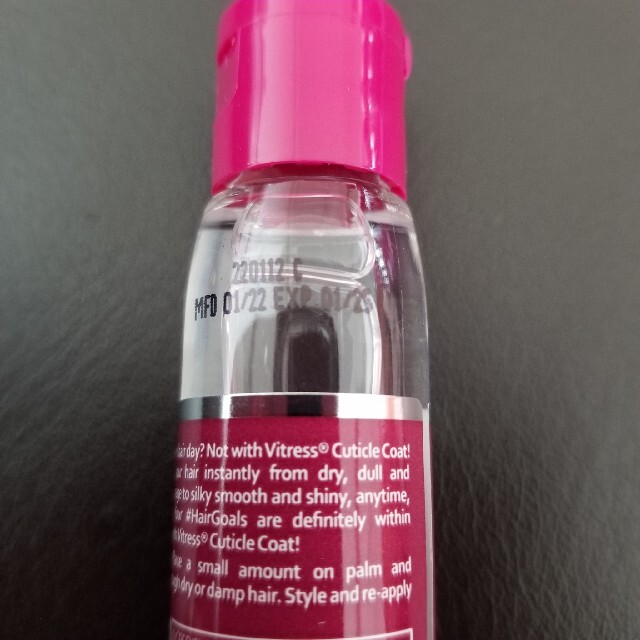 220112 C
MFD 01/22 EXP 01/25
hair day? Not with Vitress® Cuticle Coat!
hair instantly from dry, dull and
to silky smooth and shiny, anytime,
#HairGoals are definitely within
Vitress® Cuticle Coat!
a small amount on palm and
dry or damp hair. Style and re-apply